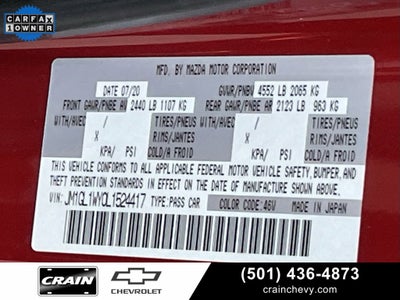 CARFAX
1 OWNER
MFD. BY MAZDA MOTOR CORPORATION
DATE 07/20 GVWR/PNBV 4552 LB 2065 KG
FRONT GAWR/PNBE AV 2440 LB 1107 KG REAR GAWR/PNBE AR 2123 LB 963 KG
WITH/AVEC / TIRES/PNEUS WITH/AVEC / TIRES/PNEUS
X RIMS/JANTES X RIMS/JANTES
KPA/ PSI COLD/A FROID KPA/ PSI COLD/A FROID
THIS VEHICLE CONFORMS TO ALL APPLICABLE FEDERAL MOTOR VEHICLE SAFETY, BUMPER, AND
THEFT PREVENTION STANDARDS IN EFFECT ON THE DATE OF MANUFACTURE SHOWN ABOVE.
VIN: TYPE:PASS CAR COLOR CODE:46V MADE IN JAPAN
CRAIN CHEVROLET
(501) 436-4873
crainchevy.com